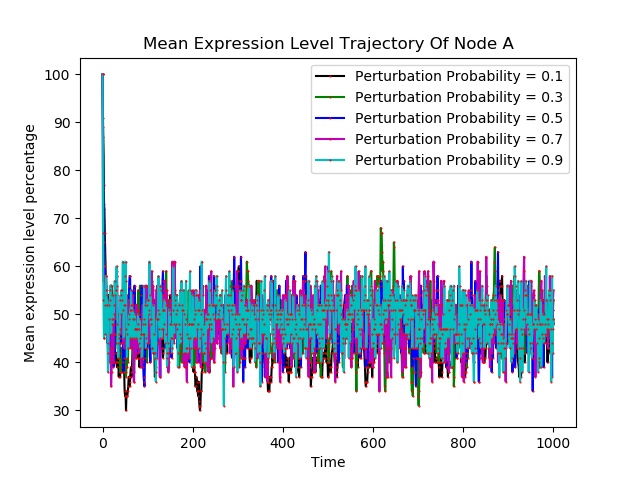 Mean Expression Level Trajectory Of Node A
Perturbation Probability = 0.1
Perturbation Probability = 0.3
Perturbation Probability = 0.5
Perturbation Probability = 0.7
Perturbation Probability = 0.9
Mean expression level percentage
100
90
80
70
60
50
40
30
0 200 400 600 800 1000
Time